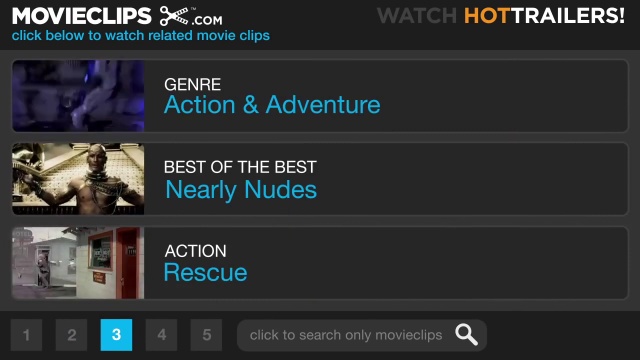 MOVIECLIPS.COM
WATCH HOTTRAILERS!
click below to watch related movie clips
GENRE
Action & Adventure
BEST OF THE BEST
Nearly Nudes
ACTION
Rescue
1 2 3 4 5
click to search only movieclips